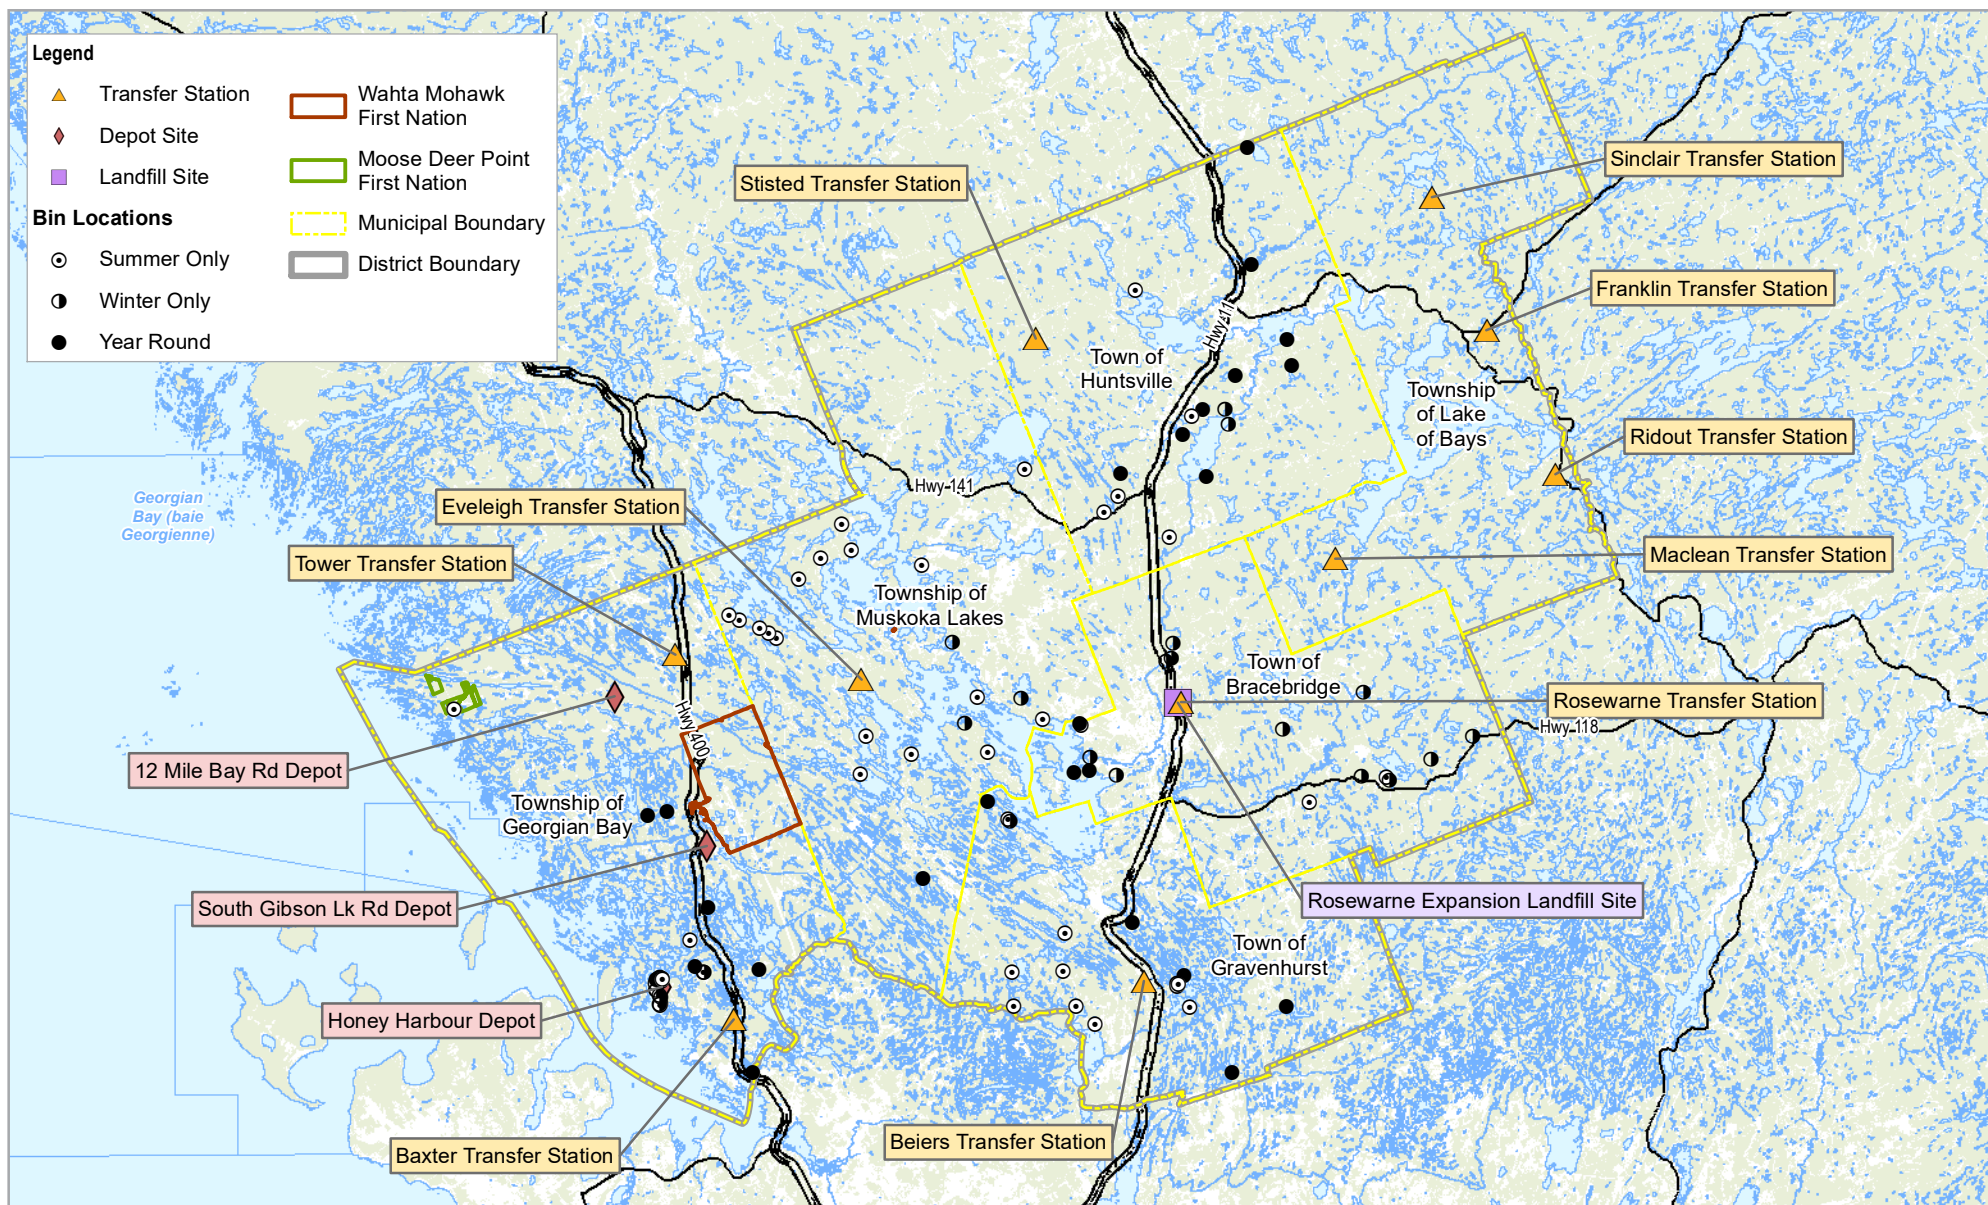 Legend
Transfer Station
Depot Site
Landfill Site
Bin Locations
Summer Only
Winter Only
Year Round
Wahta Mohawk
First Nation
Moose Deer Point
First Nation
Municipal Boundary
District Boundary
Stisted Transfer Station
Sinclair Transfer Station
Franklin Transfer Station
Hwy 11
Town of
Huntsville
Township
of Lake
of Bays
Ridout Transfer Station
Hwy 141
Georgian
Bay (baie
Georgienne)
Eveleigh Transfer Station
Tower Transfer Station
Maclean Transfer Station
Township of
Muskoka Lakes
Town of
Bracebridge
Rosewarne Transfer Station
Hwy 118
Hwy 400
12 Mile Bay Rd Depot
Township of
Georgian Bay
South Gibson Lk Rd Depot
Rosewarne Expansion Landfill Site
Town of
Gravenhurst
Honey Harbour Depot
Beiers Transfer Station
Baxter Transfer Station